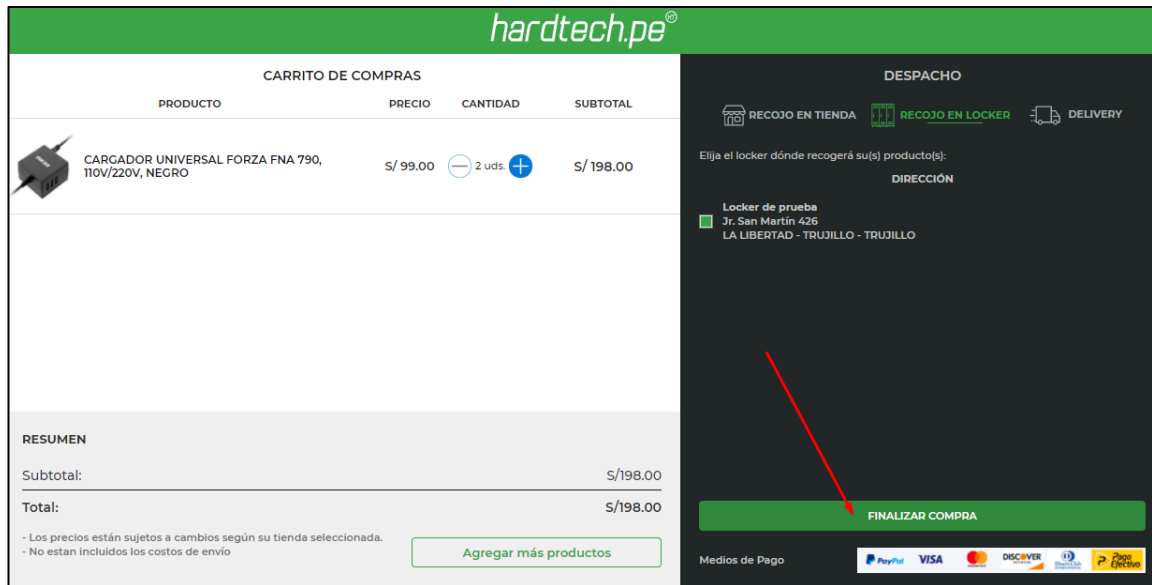 hardtech.pe®
CARRITO DE COMPRAS
PRODUCTO PRECIO CANTIDAD SUBTOTAL
CARGADOR UNIVERSAL FORZA FNA 790,
110V/220V, NEGRO
S/ 99.00 2 uds. S/ 198.00
RESUMEN
Subtotal: S/198.00
Total: S/198.00
- Los precios están sujetos a cambios según su tienda seleccionada.
- No estan incluidos los costos de envío
Agregar más productos
DESPACHO
RECOJO EN TIENDA RECOJO EN LOCKER DELIVERY
Elija el locker dónde recogerá su(s) producto(s):
DIRECCIÓN
Locker de prueba
Jr. San Martín 426
LA LIBERTAD - TRUJILLO - TRUJILLO
FINALIZAR COMPRA
Medios de Pago PayPal VISA DISCOVER Diners Club Pago Efectivo